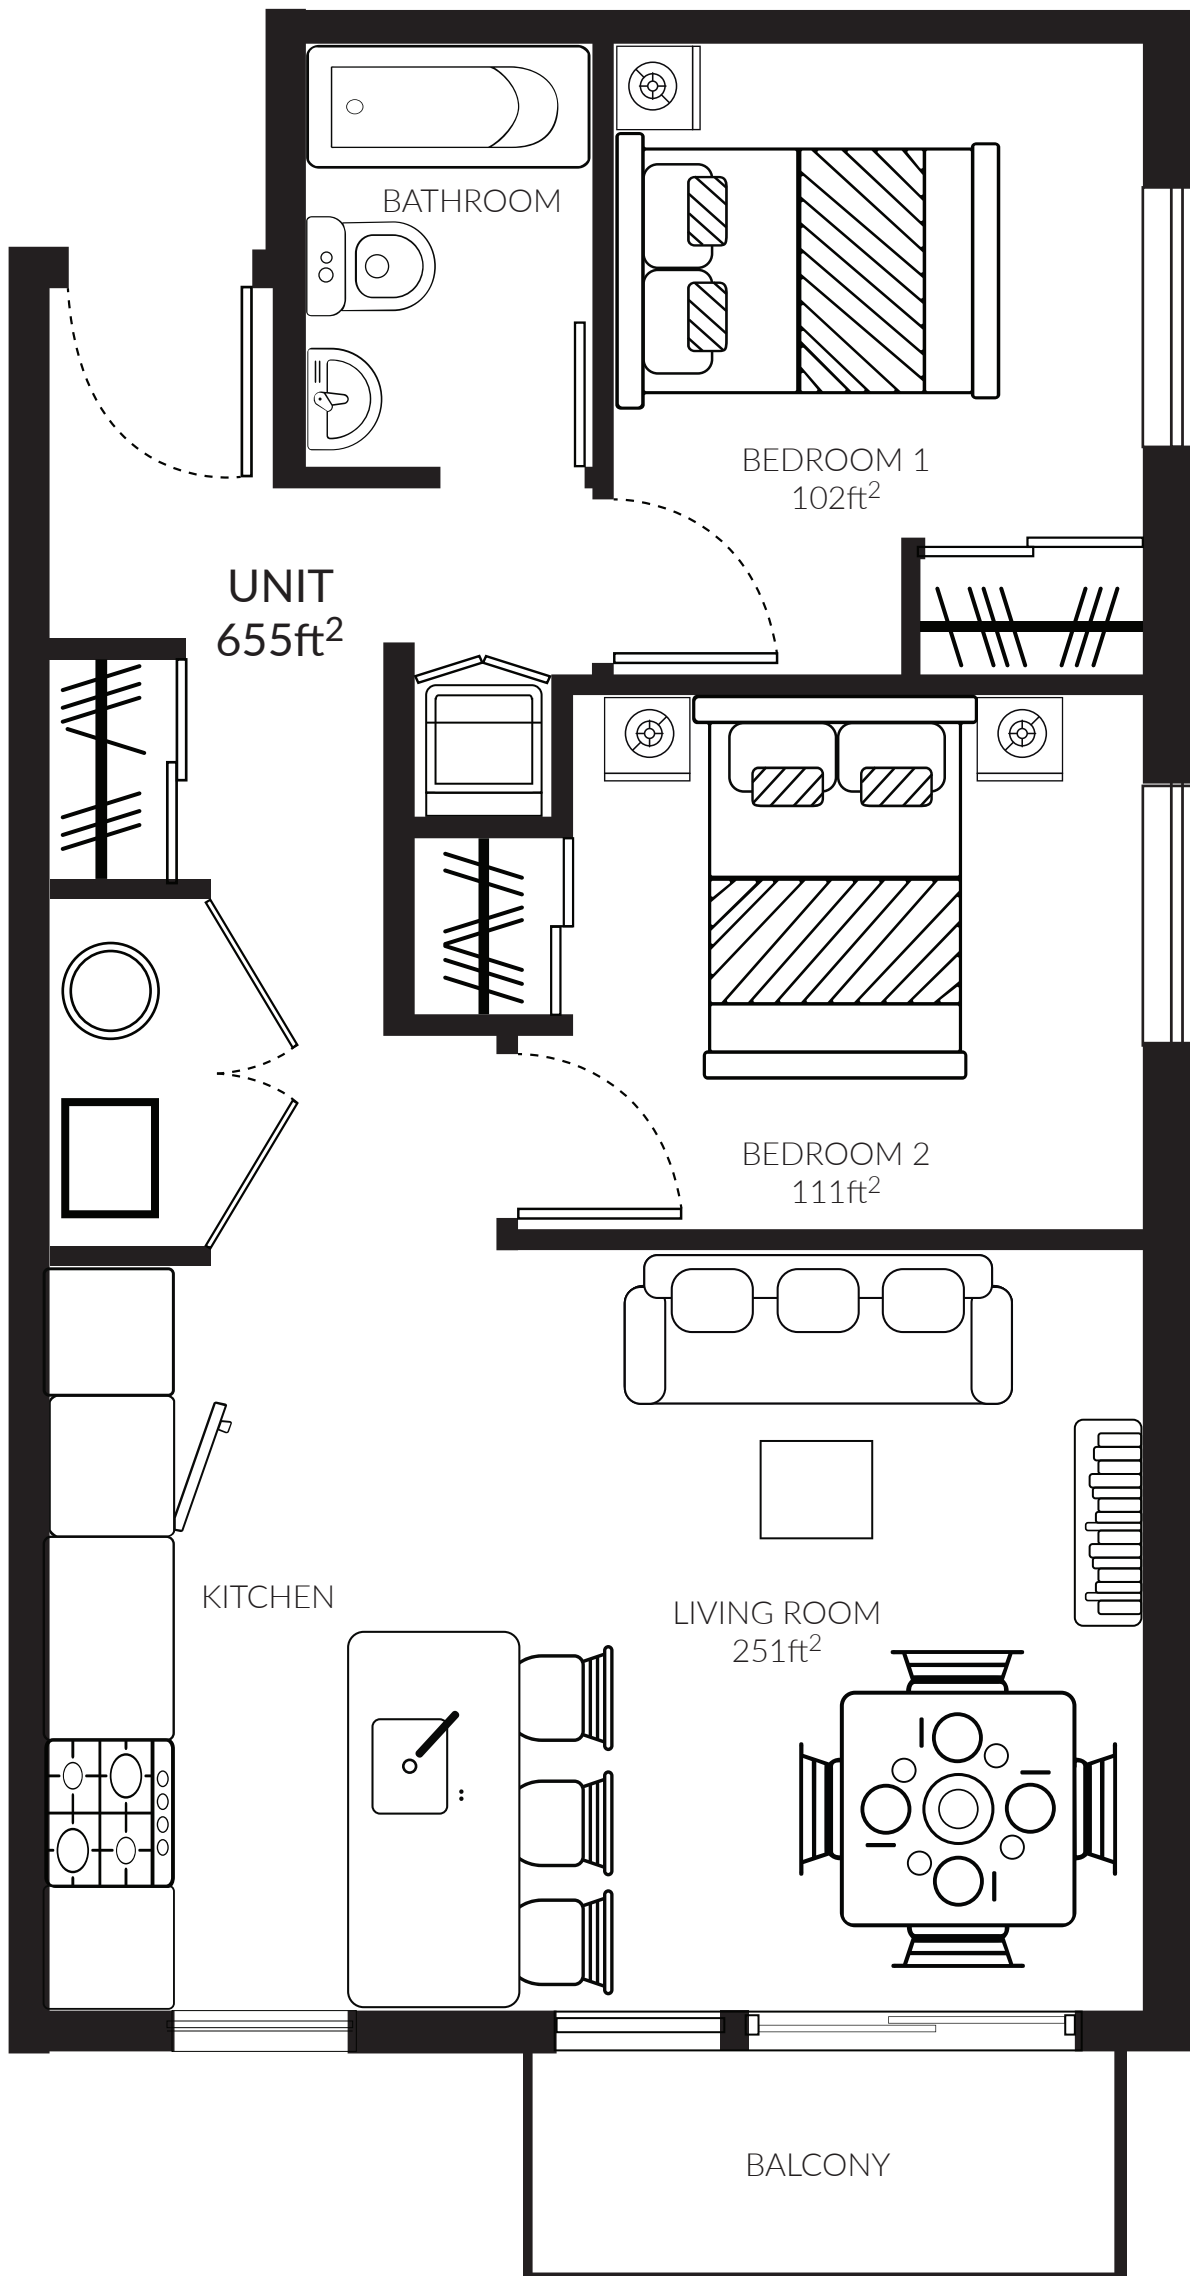 BATHROOM
BEDROOM 1
102ft²
UNIT
655ft²
BEDROOM 2
111ft²
KITCHEN
LIVING ROOM
251ft²
BALCONY